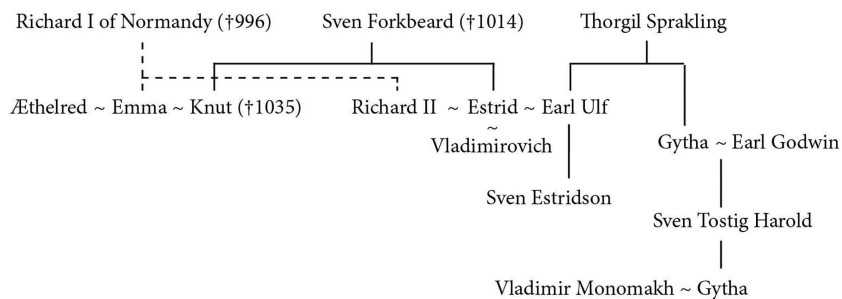 Richard I of Normandy (†996) Sven Forkbeard (†1014) Thorgil Sprakling
Æthelred ~ Emma ~ Knut (†1035) Richard II ~ Estrid ~ Earl Ulf
~
Vladimirovich
Gytha ~ Earl Godwin
Sven Estridson
Sven Tostig Harold
Vladimir Monomakh ~ Gytha